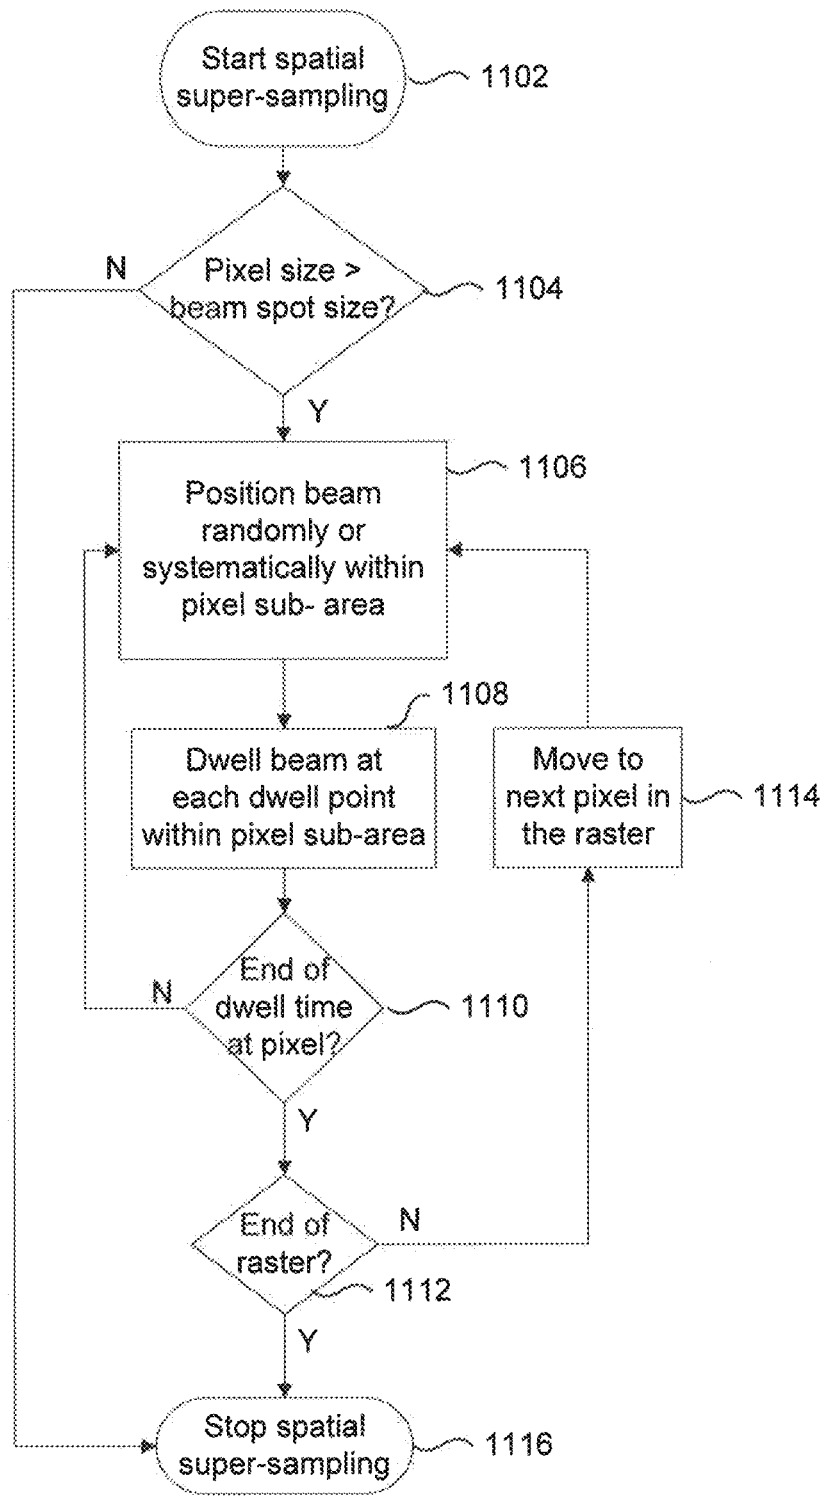 Start spatial
super-sampling
1102
N
Pixel size >
beam spot size?
1104
Y
1106
Position beam
randomly or
systematically within
pixel sub- area
1108
Dwell beam at
each dwell point
within pixel sub-area
Move to
next pixel in
the raster
1114
N
End of
dwell time
at pixel?
1110
Y
End of
raster?
N
1112
Y
Stop spatial
super-sampling
1116